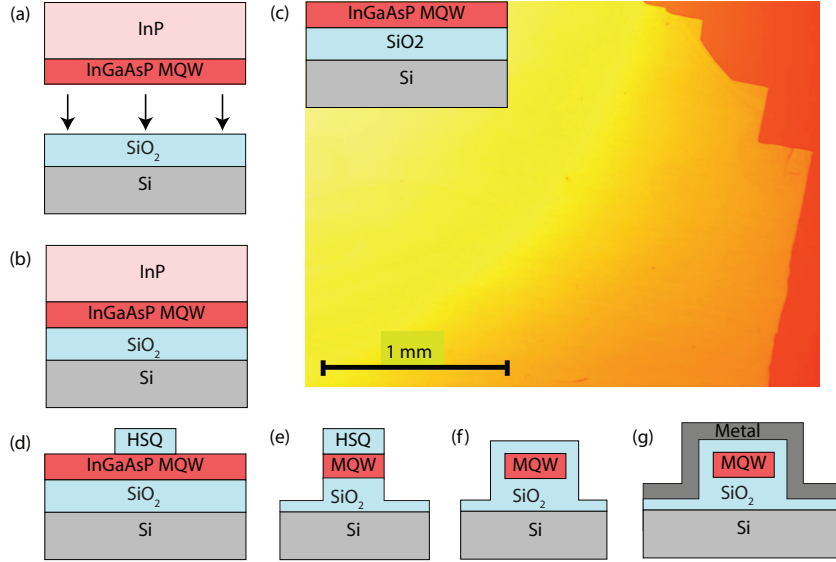 (a)
InP
InGaAsP MQW
SiO₂
Si
(b)
InP
InGaAsP MQW
SiO₂
Si
(c)
InGaAsP MQW
SiO2
Si
1 mm
(d)
HSQ
InGaAsP MQW
SiO₂
Si
(e)
HSQ
MQW
SiO₂
Si
(f)
MQW
SiO₂
Si
(g)
Metal
MQW
SiO₂
Si